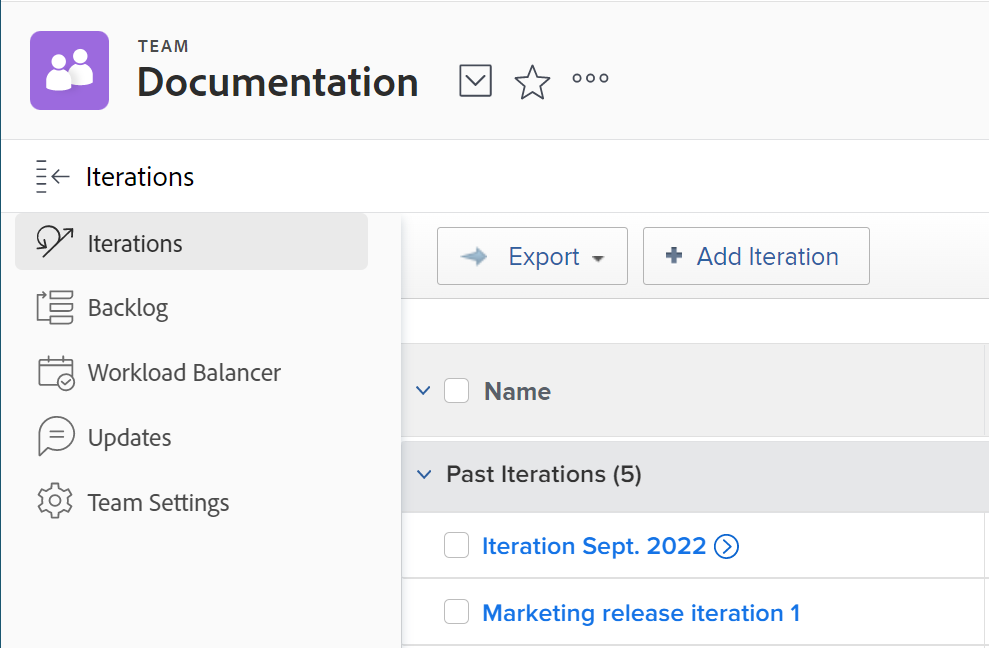 TEAM
Documentation
Iterations
Iterations
Backlog
Workload Balancer
Updates
Team Settings
Export
Add Iteration
Name
Past Iterations (5)
Iteration Sept. 2022
Marketing release iteration 1